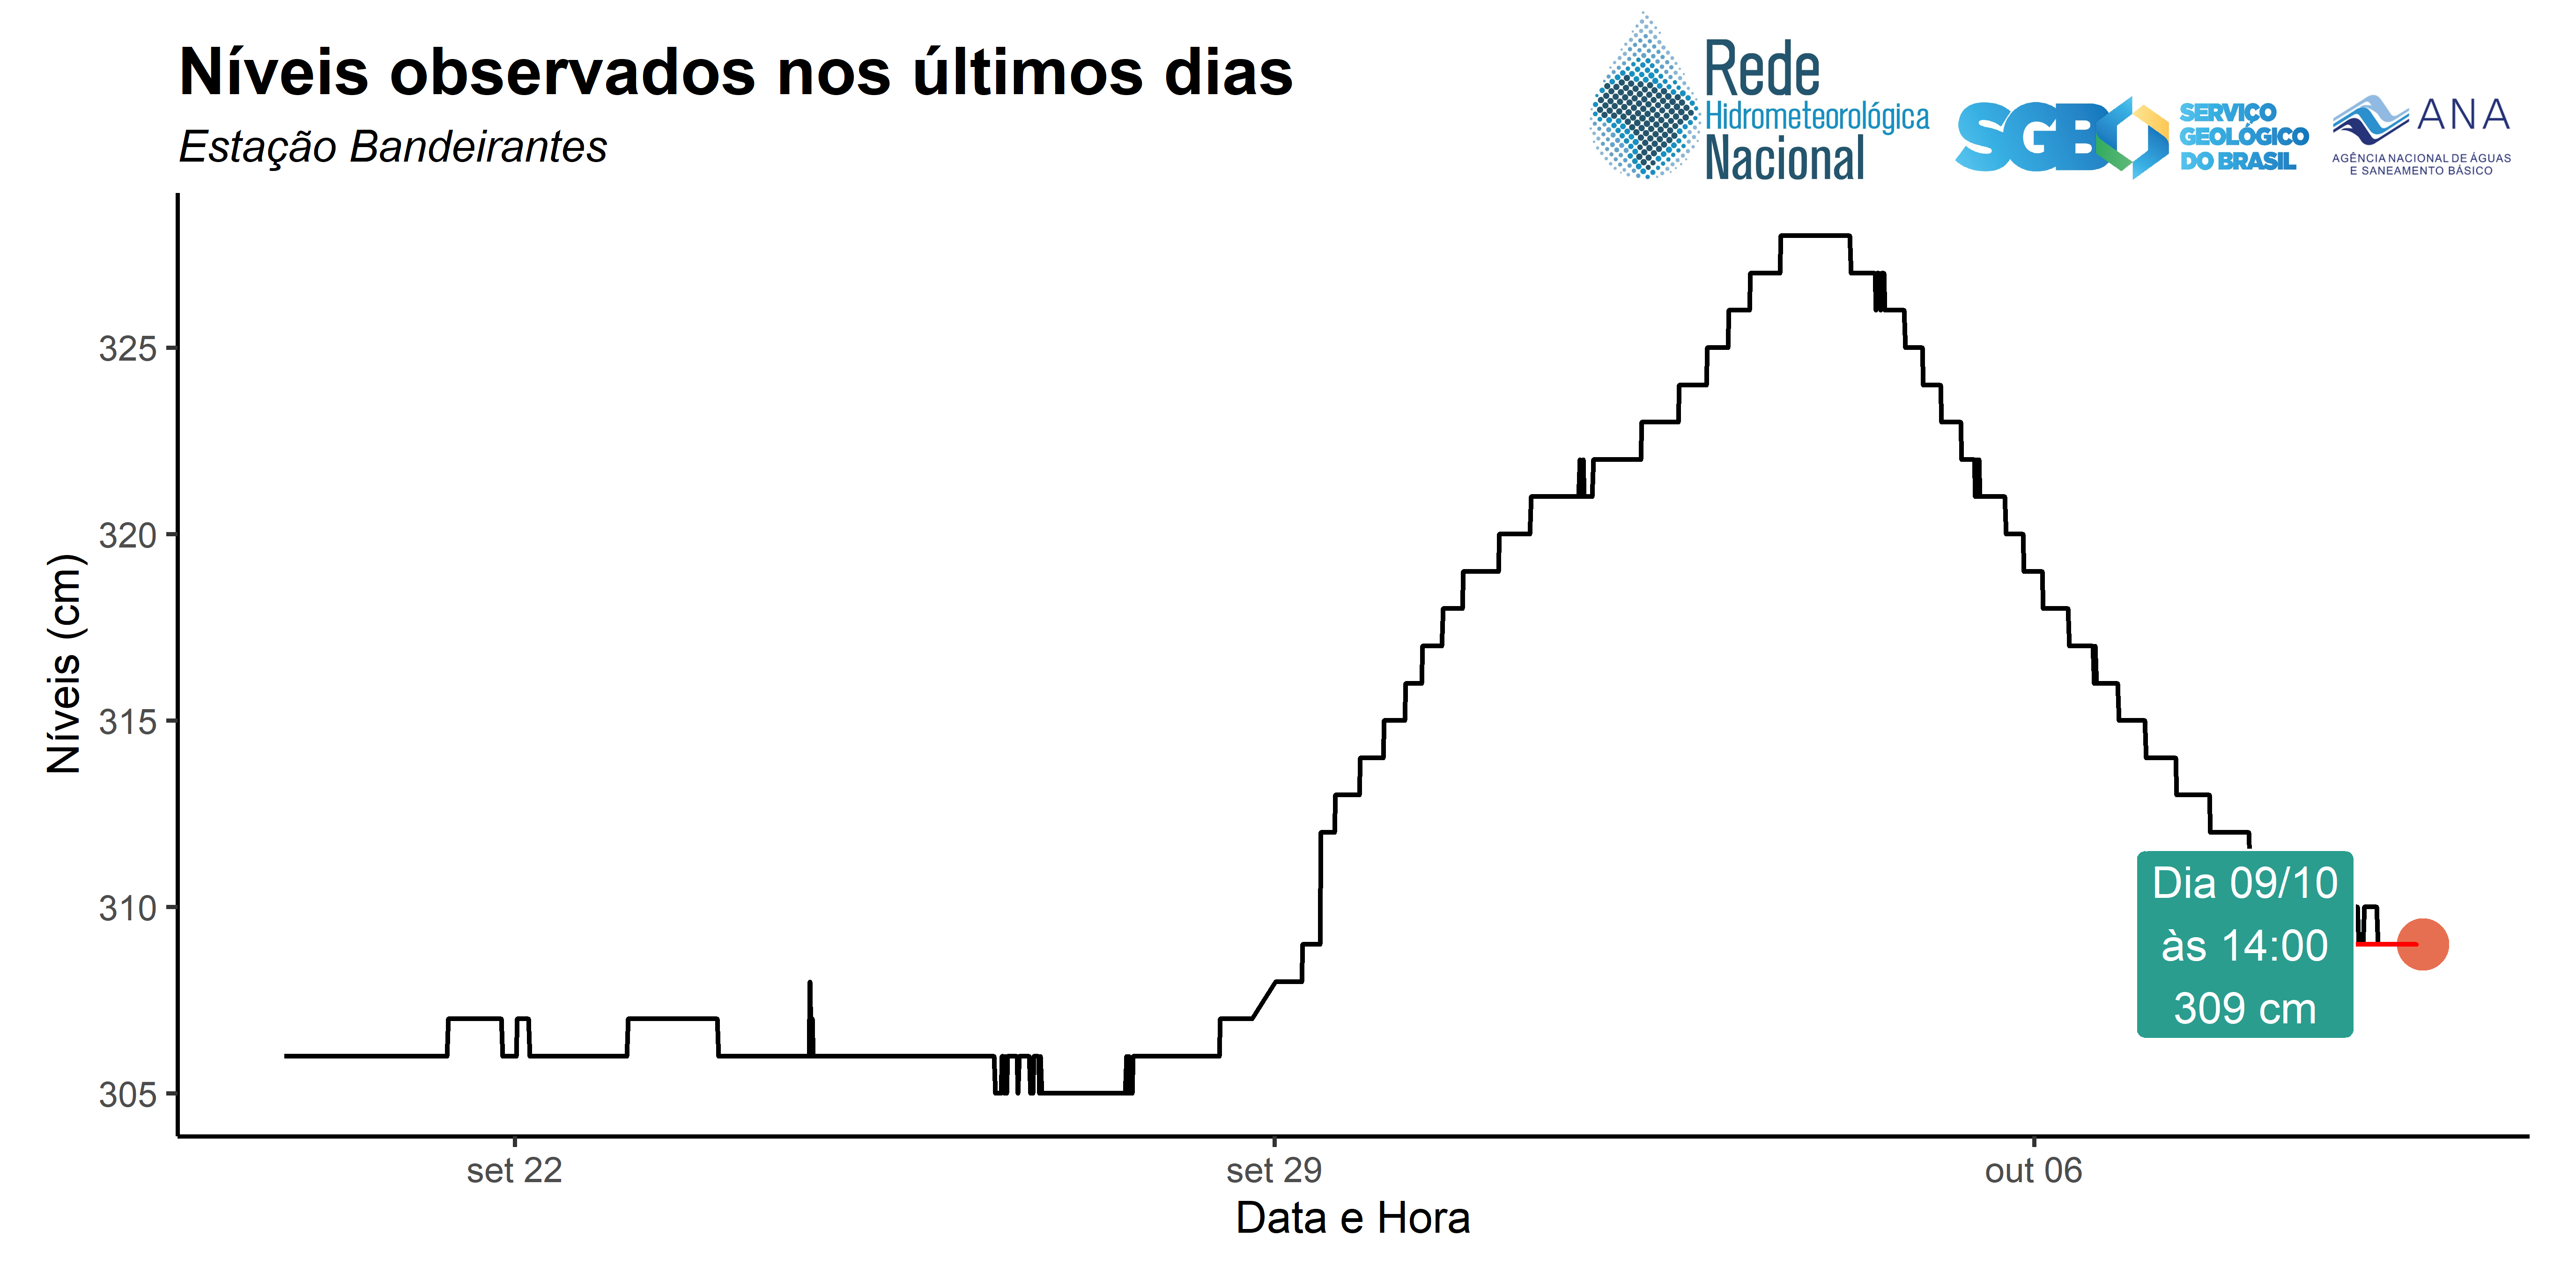 Níveis observados nos últimos dias
Estação Bandeirantes
Rede
Hidrometeorológica
Nacional
SGB
SERVIÇO
GEOLÓGICO
DO BRASIL
ANA
AGÊNCIA NACIONAL DE ÁGUAS
E SANEAMENTO BÁSICO
Níveis (cm)
325
320
315
310
305
Dia 09/10
às 14:00
309 cm
set 22
set 29
out 06
Data e Hora